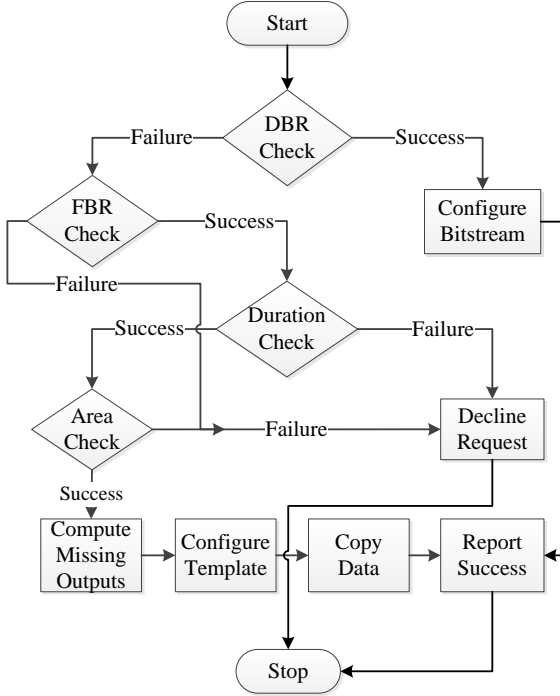 Start
DBR
Check
Failure
Success
FBR
Check
Success
Configure
Bitstream
Failure
Duration
Check
Success
Failure
Area
Check
Failure
Decline
Request
Success
Compute
Missing
Outputs
Configure
Template
Copy
Data
Report
Success
Stop